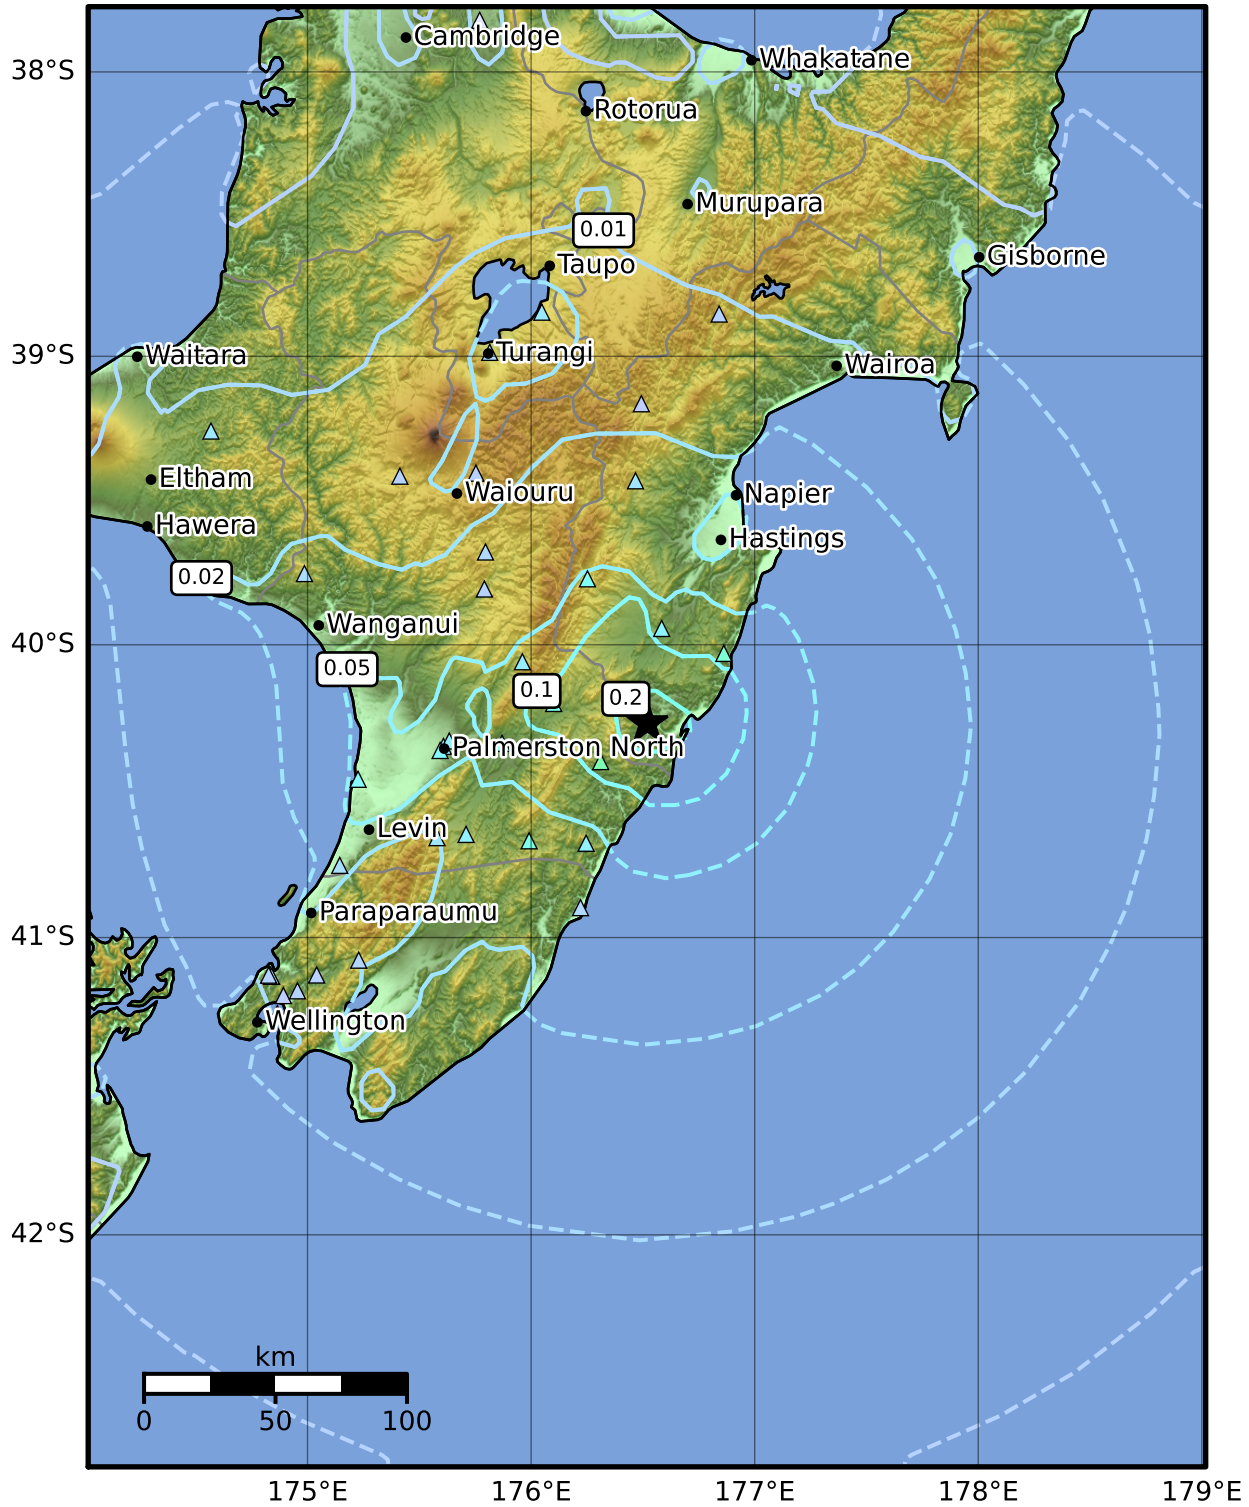 Cambridge
Whakatane
38°S
Rotorua
Murupara
0.01
Gisborne
Taupo
Waitara
Turangi
39°S
Wairoa
Eltham
Waiouru
Napier
Hawera
Hastings
0.02
Wanganui
40°S
0.05
0.1
0.2
Palmerston North
Levin
Paraparaumu
41°S
Wellington
42°S
km
0 50 100
175°E 176°E 177°E 178°E 179°E